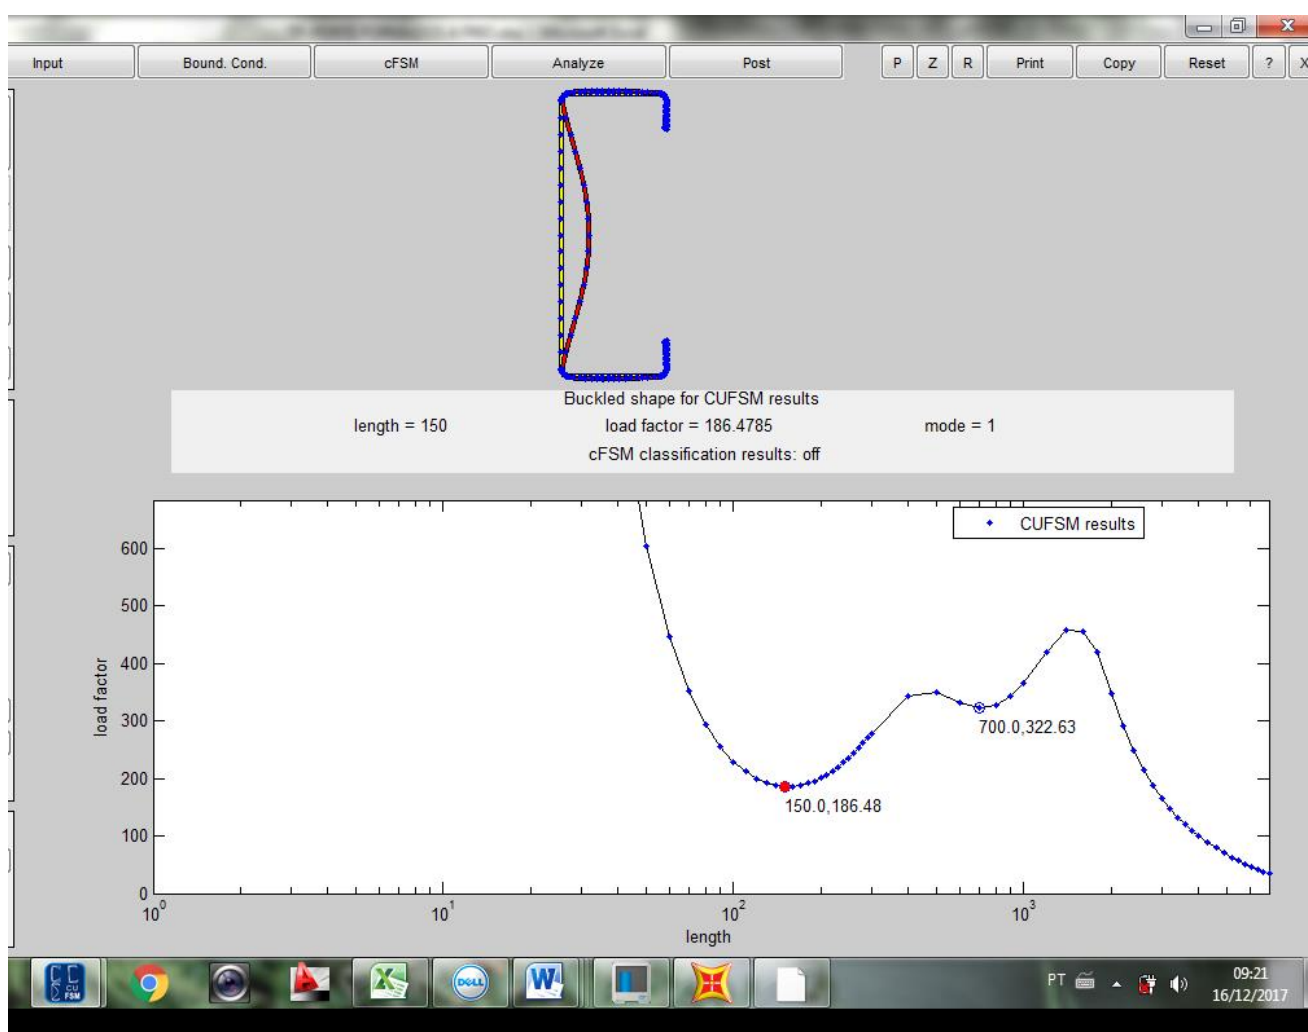 Input Bound. Cond. cFSM Analyze Post P Z R Print Copy Reset ? X
Buckled shape for CUFSM results
length = 150 load factor = 186.4785 mode = 1
cFSM classification results: off
CUFSM results
600
500
400
300
200
100
0
load factor
700.0,322.63
150.0,186.48
10^0 10^1 10^2 10^3
length
CU
FSM
DELL
W
PT
09:21
16/12/2017